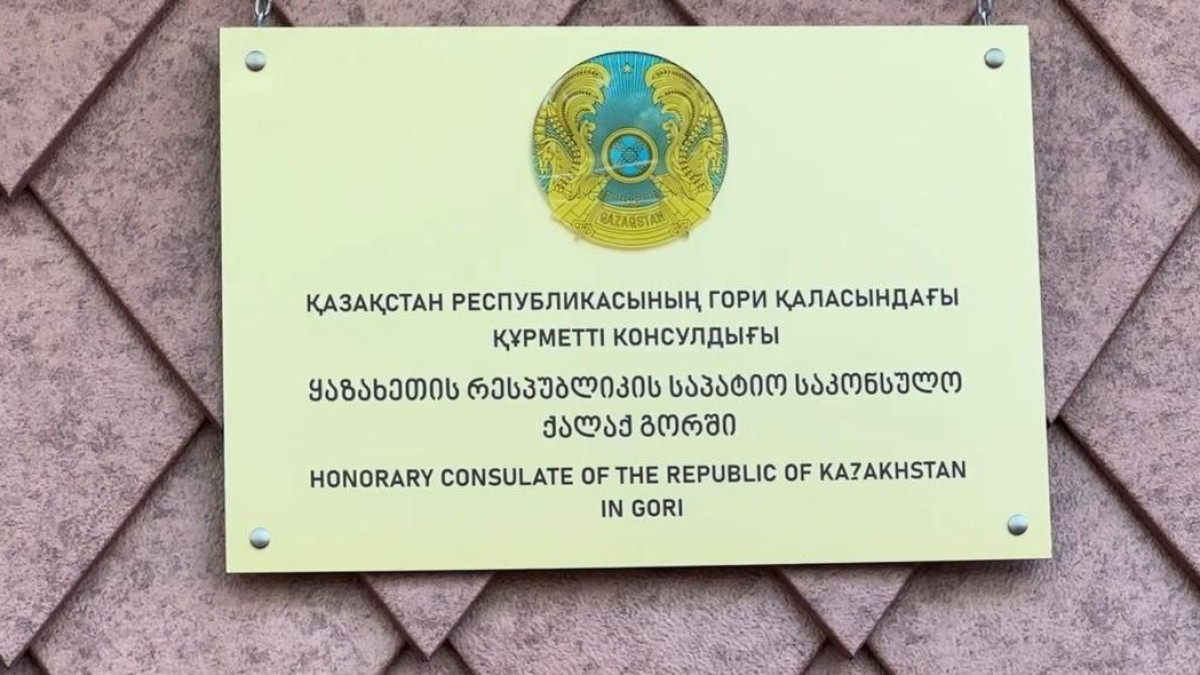 QAZAQSTAN
ҚАЗАҚСТАН РЕСПУБЛИКАСЫНЫҢ ГОРИ ҚАЛАСЫНДАҒЫ
ҚҰРМЕТТІ КОНСУЛДЫҒЫ
ყაზახეთის რესპუბლიკის საპატიო საკონსულო
ქალაქ გორში
HONORARY CONSULATE OF THE REPUBLIC OF KAZAKHSTAN
IN GORI